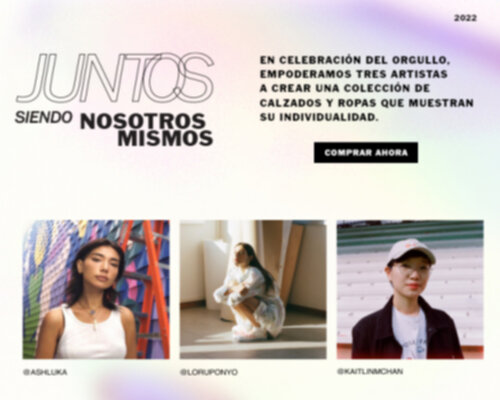 2022
JUNTOS
SIENDO NOSOTROS
MISMOS
EN CELEBRACIÓN DEL ORGULLO,
EMPODERAMOS TRES ARTISTAS
A CREAR UNA COLECCIÓN DE
CALZADOS Y ROPAS QUE MUESTRAN
SU INDIVIDUALIDAD.
COMPRAR AHORA
@ASHLUKA
@LORUPONYO
@KAITLINMCHAN